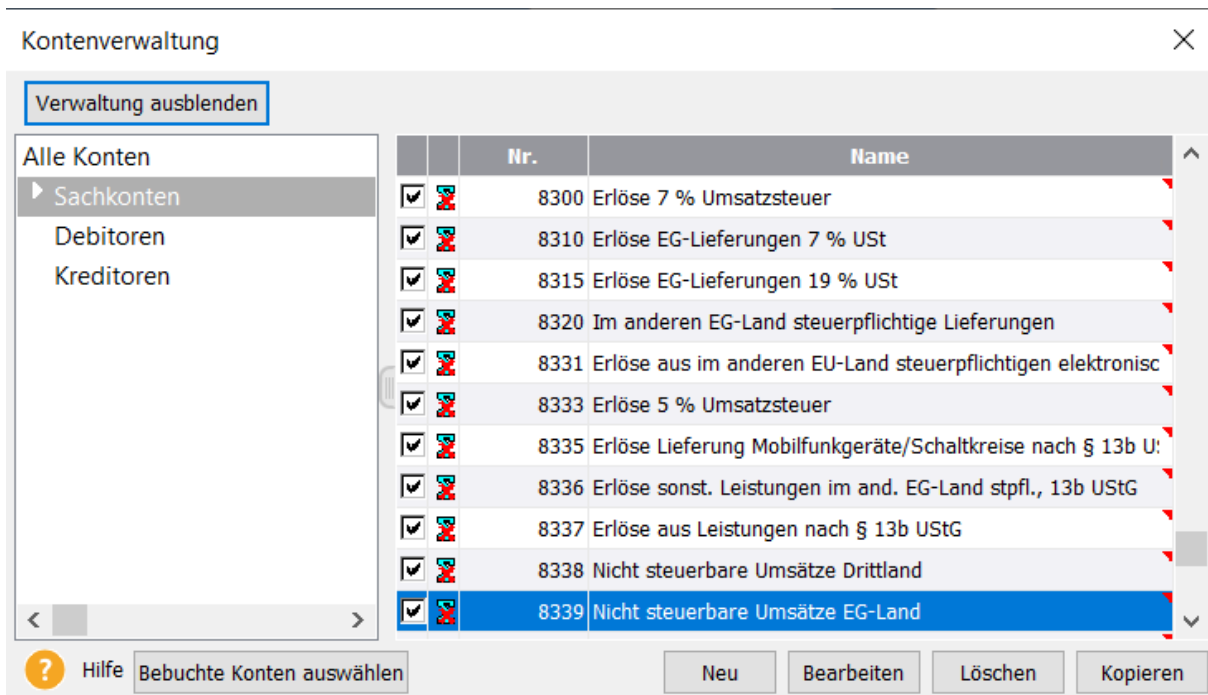 Kontenverwaltung
Verwaltung ausblenden
Alle Konten
Sachkonten
Debitoren
Kreditoren
Nr. Name
8300 Erlöse 7 % Umsatzsteuer
8310 Erlöse EG-Lieferungen 7 % USt
8315 Erlöse EG-Lieferungen 19 % USt
8320 Im anderen EG-Land steuerpflichtige Lieferungen
8331 Erlöse aus im anderen EU-Land steuerpflichtigen elektronisc
8333 Erlöse 5 % Umsatzsteuer
8335 Erlöse Lieferung Mobilfunkgeräte/Schaltkreise nach § 13b U
8336 Erlöse sonst. Leistungen im and. EG-Land stpfl., 13b UStG
8337 Erlöse aus Leistungen nach § 13b UStG
8338 Nicht steuerbare Umsätze Drittland
8339 Nicht steuerbare Umsätze EG-Land
? Hilfe Bebuchte Konten auswählen Neu Bearbeiten Löschen Kopieren